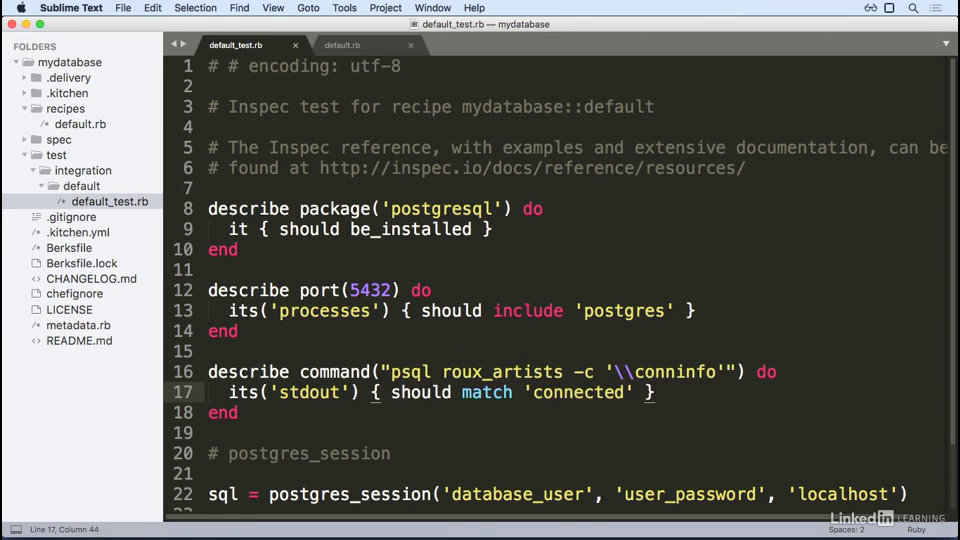 Sublime Text File Edit Selection Find View Goto Tools Project Window Help
default_test.rb — mydatabase
FOLDERS
mydatabase
.delivery
.kitchen
recipes
default.rb
spec
test
integration
default
default_test.rb
.gitignore
.kitchen.yml
Berksfile
Berksfile.lock
CHANGELOG.md
chefignore
LICENSE
metadata.rb
README.md
default_test.rb
default.rb
1 # # encoding: utf-8
2
3 # Inspec test for recipe mydatabase::default
4
5 # The Inspec reference, with examples and extensive documentation, can be
6 # found at http://inspec.io/docs/reference/resources/
7
8 describe package('postgresql') do
9 it { should be_installed }
10 end
11
12 describe port(5432) do
13 its('processes') { should include 'postgres' }
14 end
15
16 describe command("psql roux_artists -c '\\conninfo'") do
17 its('stdout') { should match 'connected' }
18 end
19
20 # postgres_session
21
22 sql = postgres_session('database_user', 'user_password', 'localhost')
Line 17, Column 44
Spaces: 2
Ruby
LinkedIn LEARNING